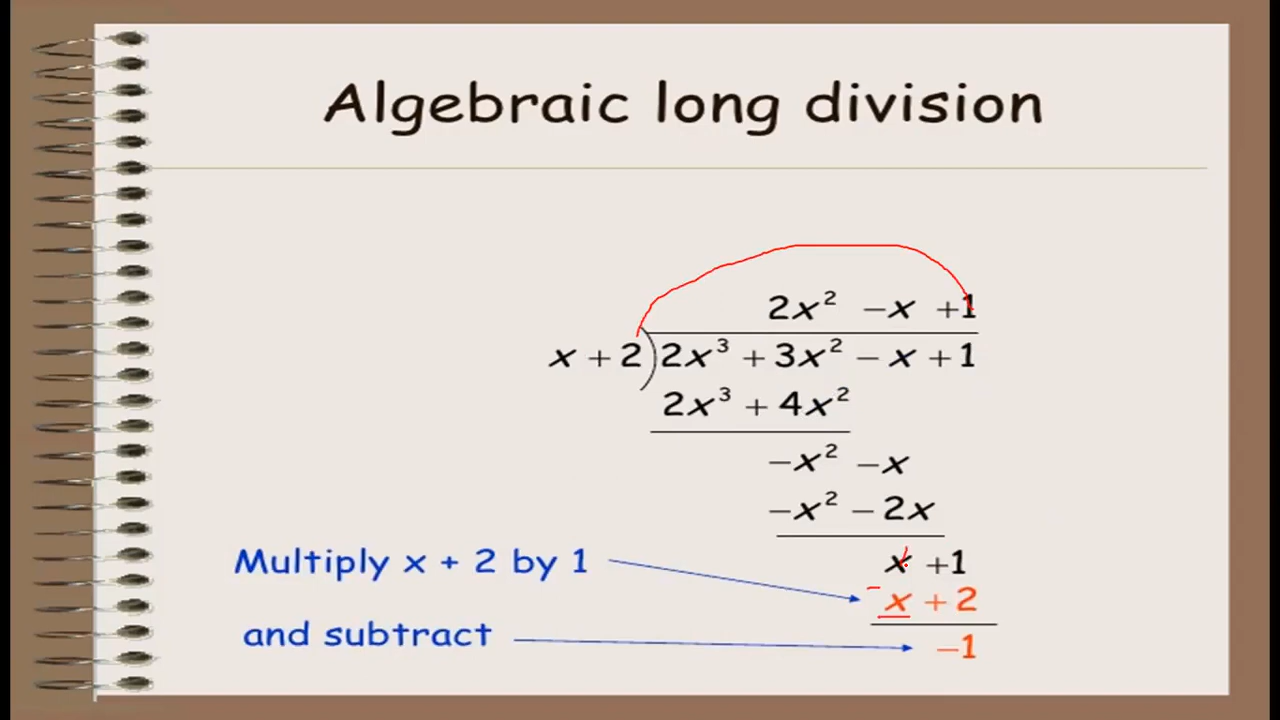 Algebraic long division
2x² −x +1
x + 2)2x³ + 3x² − x + 1
2x³ + 4x²
−x² −x
−x² − 2x
Multiply x + 2 by 1
x +1
x + 2
and subtract
−1